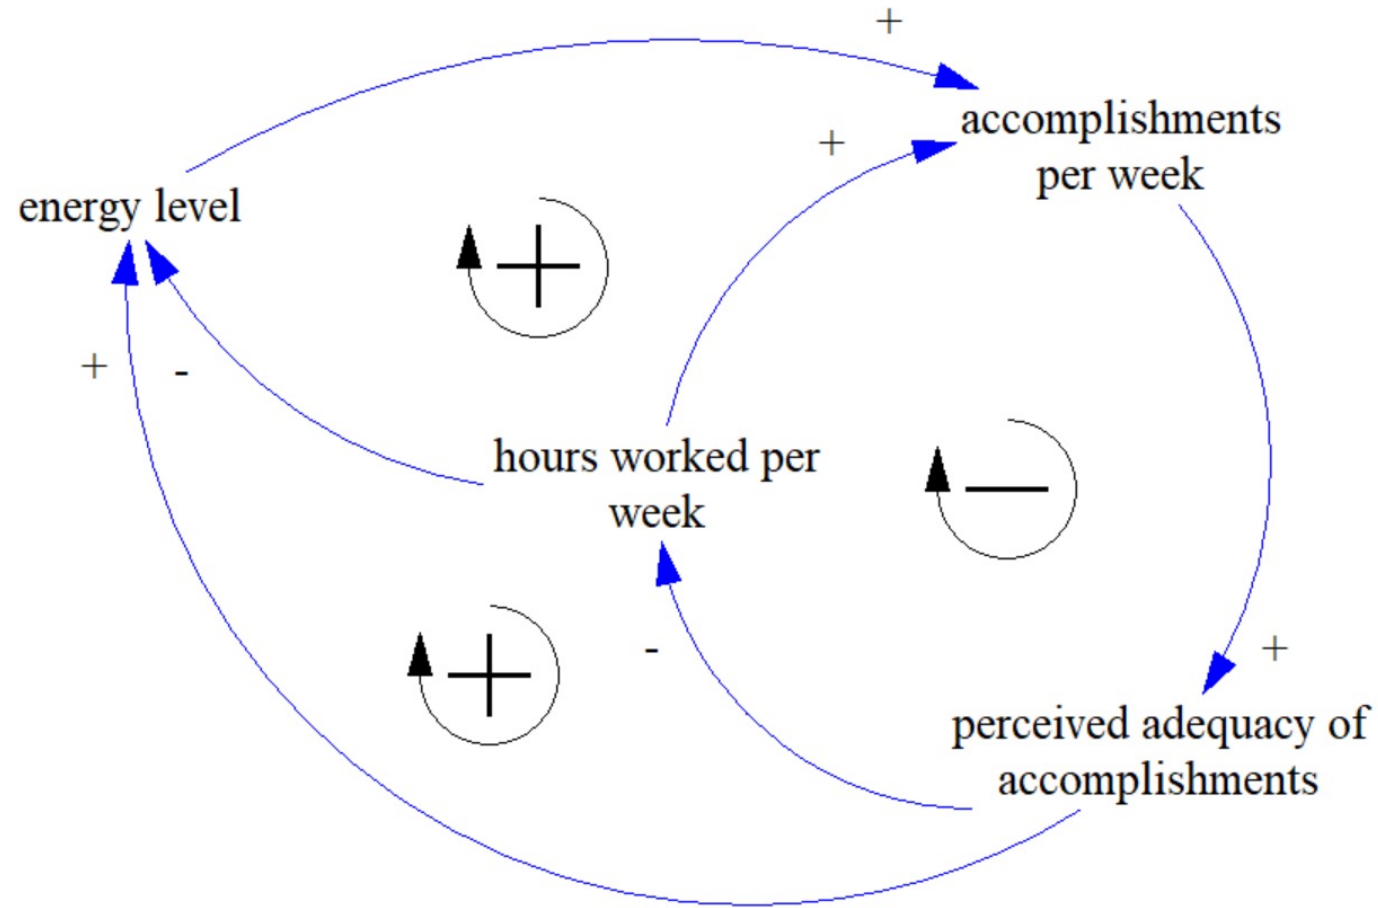 +
accomplishments
per week
+
energy level
+
+
-
hours worked per
week
-
+
-
+
perceived adequacy of
accomplishments